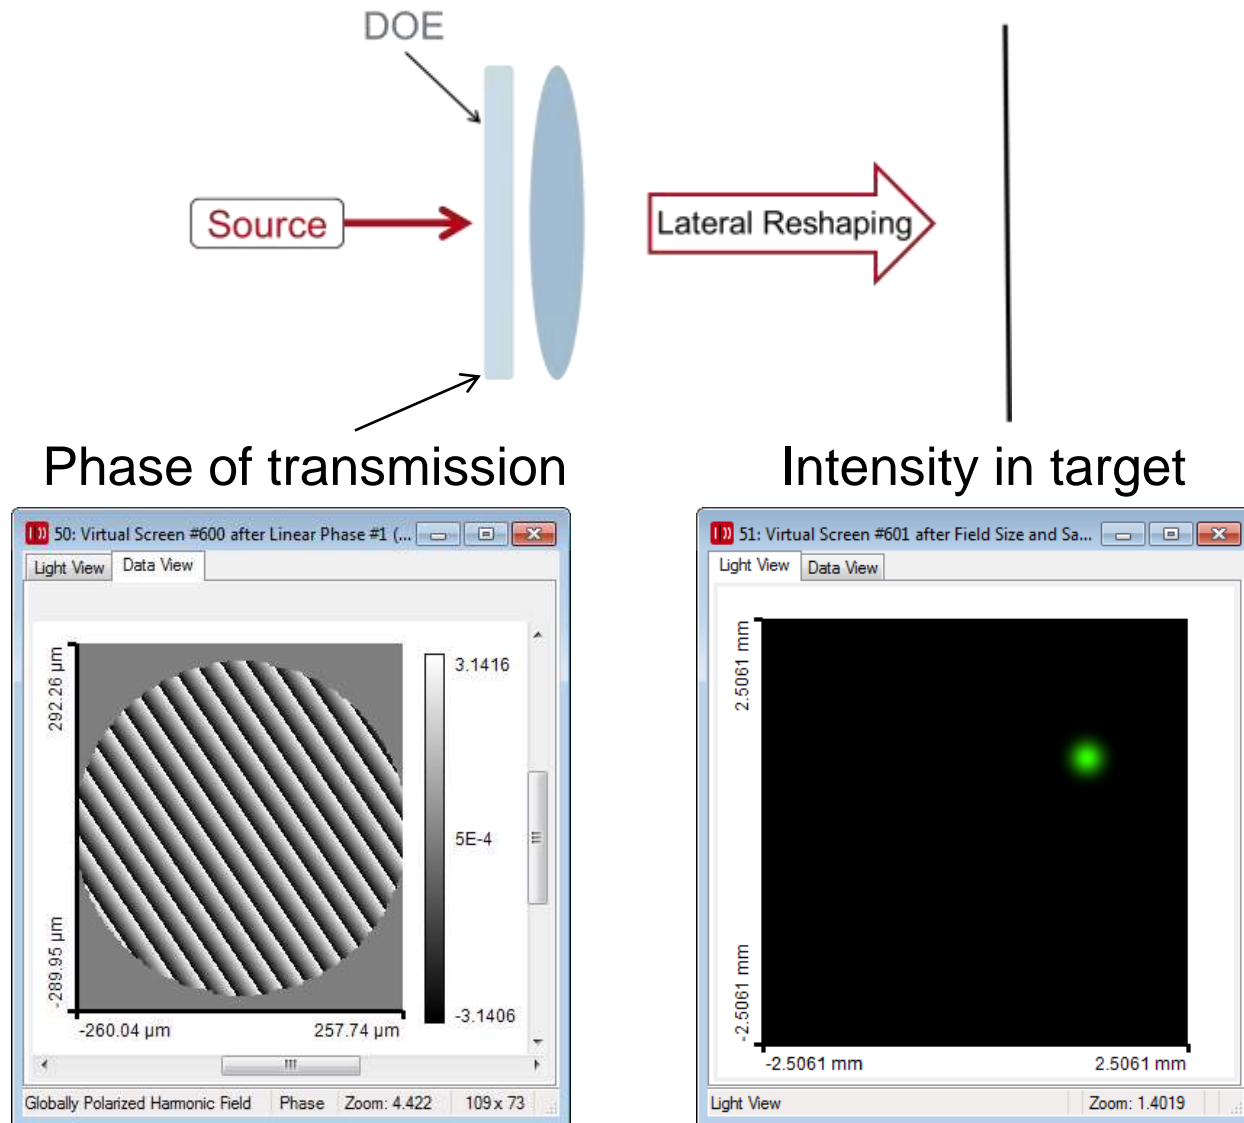 DOE
Source
Lateral Reshaping
Phase of transmission
Intensity in target
50: Virtual Screen #600 after Linear Phase #1 (...
Light View
Data View
292.26 µm
-289.95 µm
-260.04 µm
257.74 µm
3.1416
5E-4
-3.1406
Globally Polarized Harmonic Field
Phase
Zoom: 4.422
109 x 73
51: Virtual Screen #601 after Field Size and Sa...
Light View
Data View
2.5061 mm
-2.5061 mm
-2.5061 mm
2.5061 mm
Light View
Zoom: 1.4019